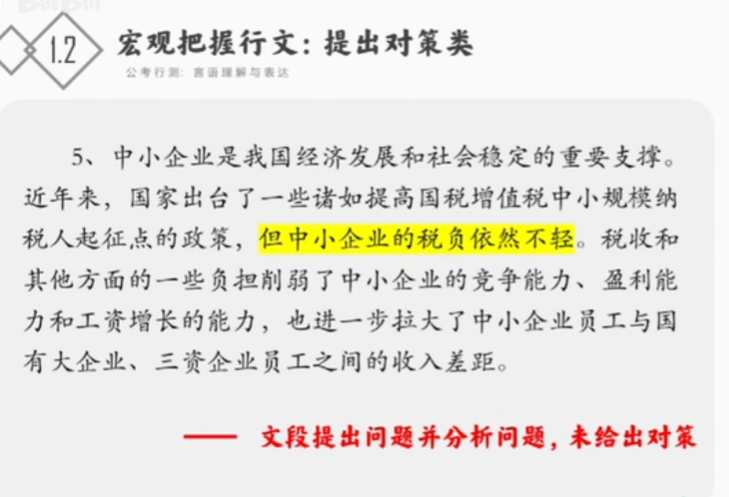 1.2
宏观把握行文：提出对策类
公考行测：言语理解与表达
5、中小企业是我国经济发展和社会稳定的重要支撑。
近年来，国家出台了一些诸如提高国税增值税中小规模纳
税人起征点的政策，但中小企业的税负依然不轻。税收和
其他方面的一些负担削弱了中小企业的竞争能力、盈利能
力和工资增长的能力，也进一步拉大了中小企业员工与国
有大企业、三资企业员工之间的收入差距。
—— 文段提出问题并分析问题，未给出对策